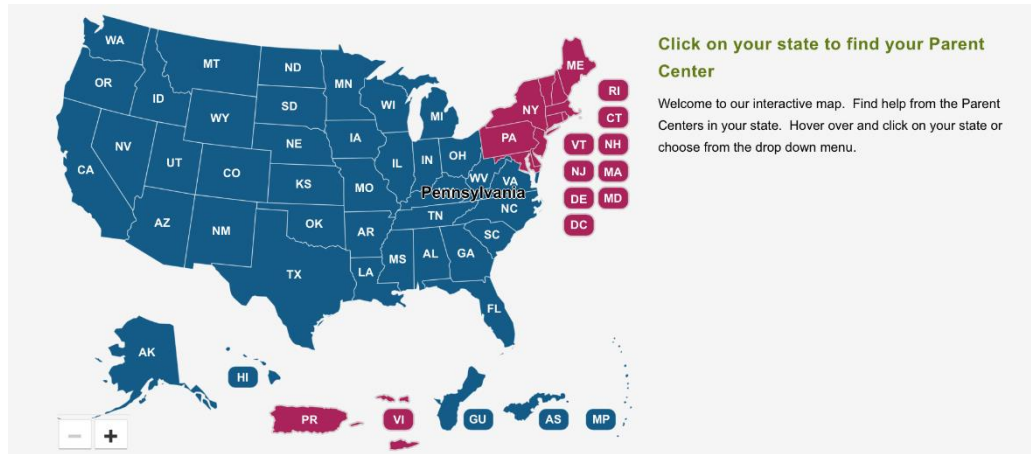 WA
OR
ID
MT
ND
MN
WY
SD
WI
MI
NV
CA
UT
CO
NE
IA
KS
MO
IL
IN
OH
WV
VA
NC
AZ
NM
OK
TX
AR
LA
MS
AL
TN
GA
SC
FL
ME
NY
PA
Pennsylvania
RI
CT
VT NH
NJ MA
DE MD
DC
AK
HI
PR
VI
GU
AS
MP
− +
Click on your state to find your Parent
Center
Welcome to our interactive map. Find help from the Parent
Centers in your state. Hover over and click on your state or
choose from the drop down menu.